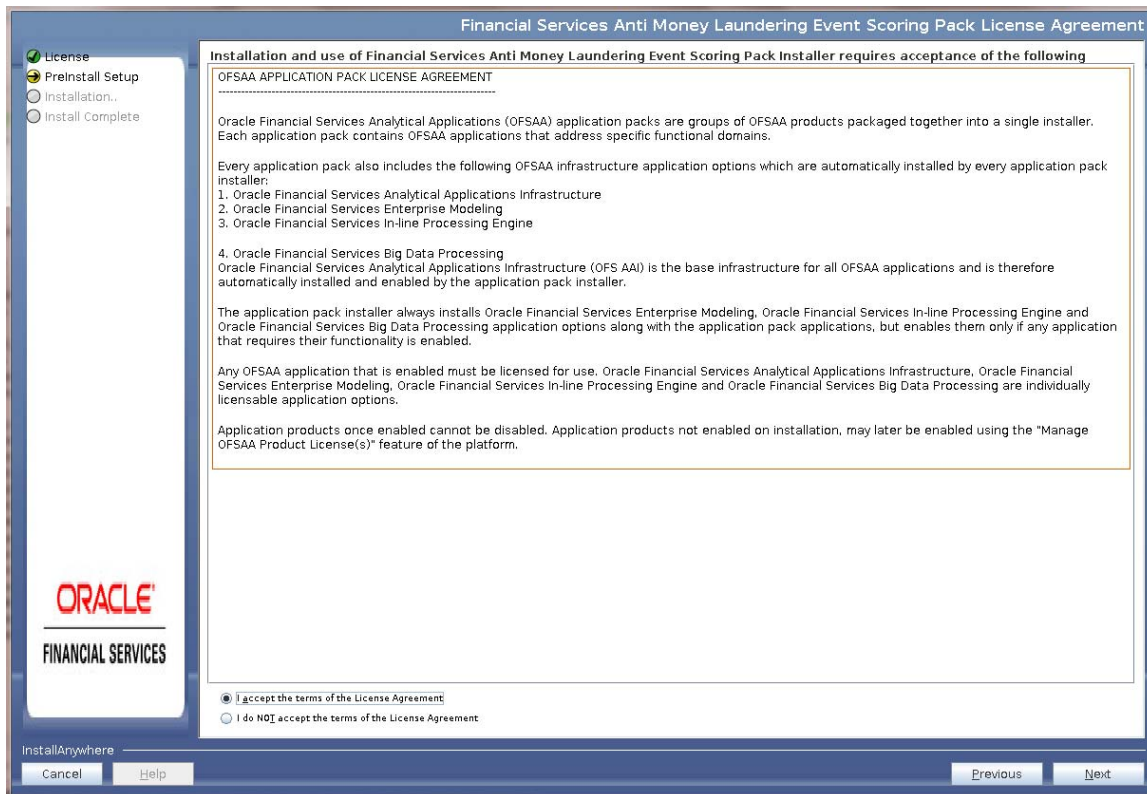 Financial Services Anti Money Laundering Event Scoring Pack License Agreement
License
PreInstall Setup
Installation..
Install Complete
Installation and use of Financial Services Anti Money Laundering Event Scoring Pack Installer requires acceptance of the following
OFSAA APPLICATION PACK LICENSE AGREEMENT
------------------------------------------------------------------------
Oracle Financial Services Analytical Applications (OFSAA) application packs are groups of OFSAA products packaged together into a single installer.
Each application pack contains OFSAA applications that address specific functional domains.
Every application pack also includes the following OFSAA infrastructure application options which are automatically installed by every application pack
installer:
1. Oracle Financial Services Analytical Applications Infrastructure
2. Oracle Financial Services Enterprise Modeling
3. Oracle Financial Services In-line Processing Engine
4. Oracle Financial Services Big Data Processing
Oracle Financial Services Analytical Applications Infrastructure (OFS AAI) is the base infrastructure for all OFSAA applications and is therefore
automatically installed and enabled by the application pack installer.
The application pack installer always installs Oracle Financial Services Enterprise Modeling, Oracle Financial Services In-line Processing Engine and
Oracle Financial Services Big Data Processing application options along with the application pack applications, but enables them only if any application
that requires their functionality is enabled.
Any OFSAA application that is enabled must be licensed for use. Oracle Financial Services Analytical Applications Infrastructure, Oracle Financial
Services Enterprise Modeling, Oracle Financial Services In-line Processing Engine and Oracle Financial Services Big Data Processing are individually
licensable application options.
Application products once enabled cannot be disabled. Application products not enabled on installation, may later be enabled using the "Manage
OFSAA Product License(s)" feature of the platform.
ORACLE
FINANCIAL SERVICES
I accept the terms of the License Agreement
I do NOT accept the terms of the License Agreement
InstallAnywhere
Cancel
Help
Previous
Next